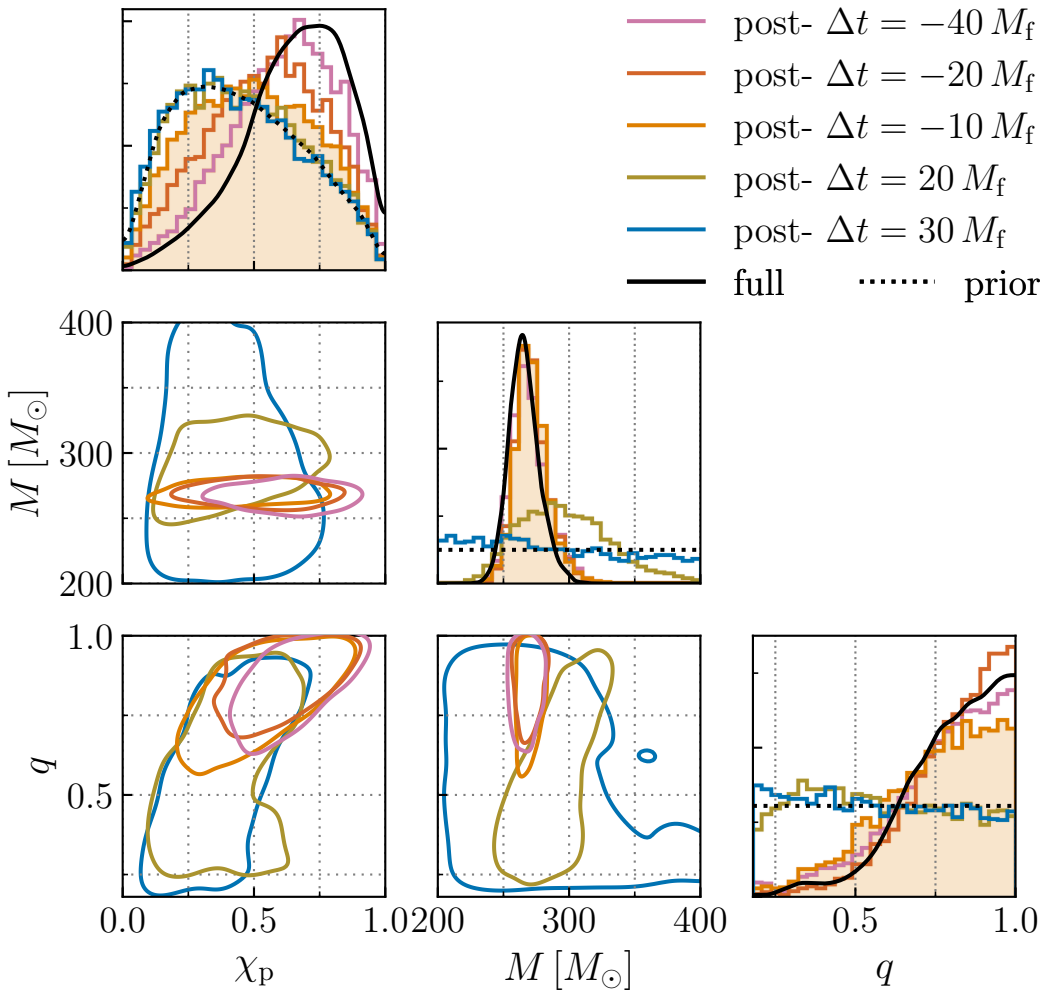 post- Δt = −40 M_f
post- Δt = −20 M_f
post- Δt = −10 M_f
post- Δt = 20 M_f
post- Δt = 30 M_f
full prior
400
300
200
M [M_⊙]
1.0
0.5
q
0.0 0.5 1.0
χ_p
200 300 400
M [M_⊙]
0.5 1.0
q